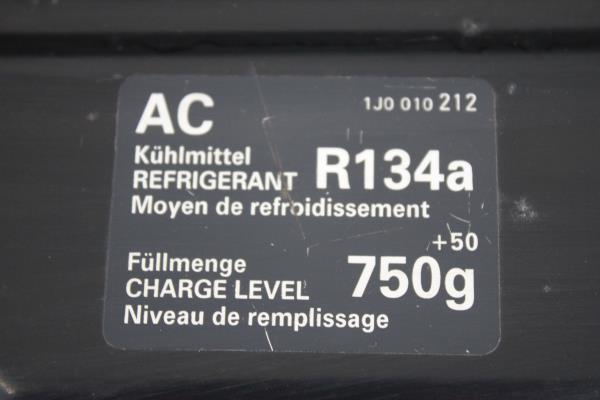 AC 1J0 010 212
Kühlmittel
REFRIGERANT R134a
Moyen de refroidissement
+50
Füllmenge
CHARGE LEVEL 750g
Niveau de remplissage